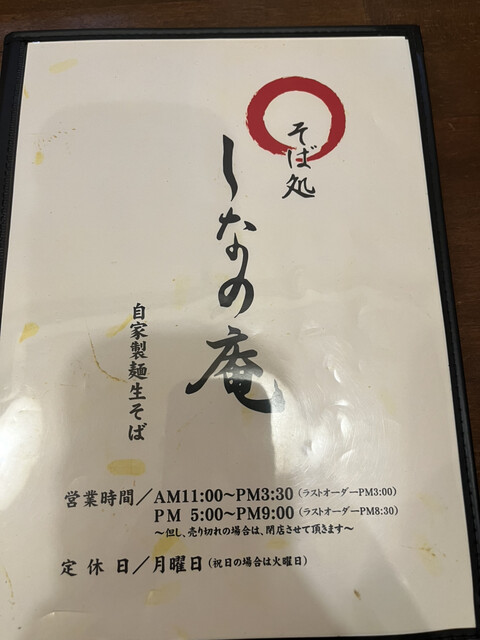 そば処
しなの庵
自家製麺生そば
営業時間／AM11:00～PM3:30（ラストオーダーPM3:00）
PM 5:00～PM9:00（ラストオーダーPM8:30）
～但し、売り切れの場合は、閉店させて頂きます～
定休日／月曜日（祝日の場合は火曜日）